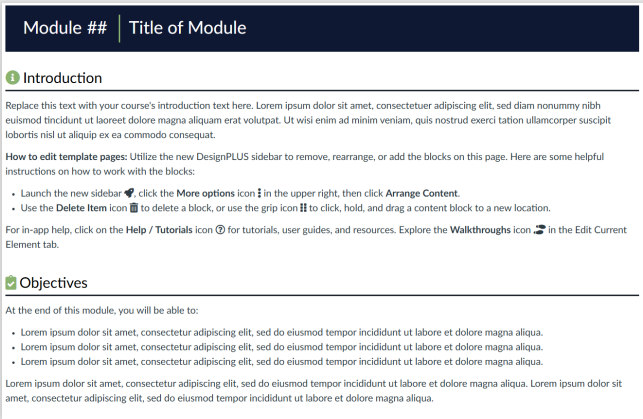 Module ## Title of Module
Introduction
Replace this text with your course's introduction text here. Lorem ipsum dolor sit amet, consectetuer adipiscing elit, sed diam nonummy nibh
euismod tincidunt ut laoreet dolore magna aliquam erat volutpat. Ut wisi enim ad minim veniam, quis nostrud exerci tation ullamcorper suscipit
lobortis nisl ut aliquip ex ea commodo consequat.
How to edit template pages: Utilize the new DesignPLUS sidebar to remove, rearrange, or add the blocks on this page. Here are some helpful
instructions on how to work with the blocks:
• Launch the new sidebar , click the More options icon in the upper right, then click Arrange Content.
• Use the Delete Item icon to delete a block, or use the grip icon to click, hold, and drag a content block to a new location.
For in-app help, click on the Help / Tutorials icon for tutorials, user guides, and resources. Explore the Walkthroughs icon in the Edit Current
Element tab.
Objectives
At the end of this module, you will be able to:
• Lorem ipsum dolor sit amet, consectetur adipiscing elit, sed do eiusmod tempor incididunt ut labore et dolore magna aliqua.
• Lorem ipsum dolor sit amet, consectetur adipiscing elit, sed do eiusmod tempor incididunt ut labore et dolore magna aliqua.
• Lorem ipsum dolor sit amet, consectetur adipiscing elit, sed do eiusmod tempor incididunt ut labore et dolore magna aliqua.
Lorem ipsum dolor sit amet, consectetur adipiscing elit, sed do eiusmod tempor incididunt ut labore et dolore magna aliqua. Lorem ipsum dolor sit
amet, consectetur adipiscing elit, sed do eiusmod tempor incididunt ut labore et dolore magna aliqua.